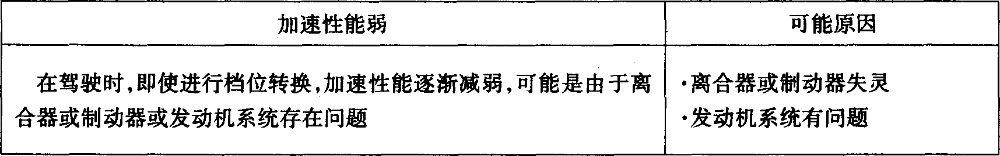 加速性能弱
可能原因
在驾驶时,即使进行档位转换,加速性能逐渐减弱,可能是由于离
合器或制动器或发动机系统存在问题
·离合器或制动器失灵
·发动机系统有问题